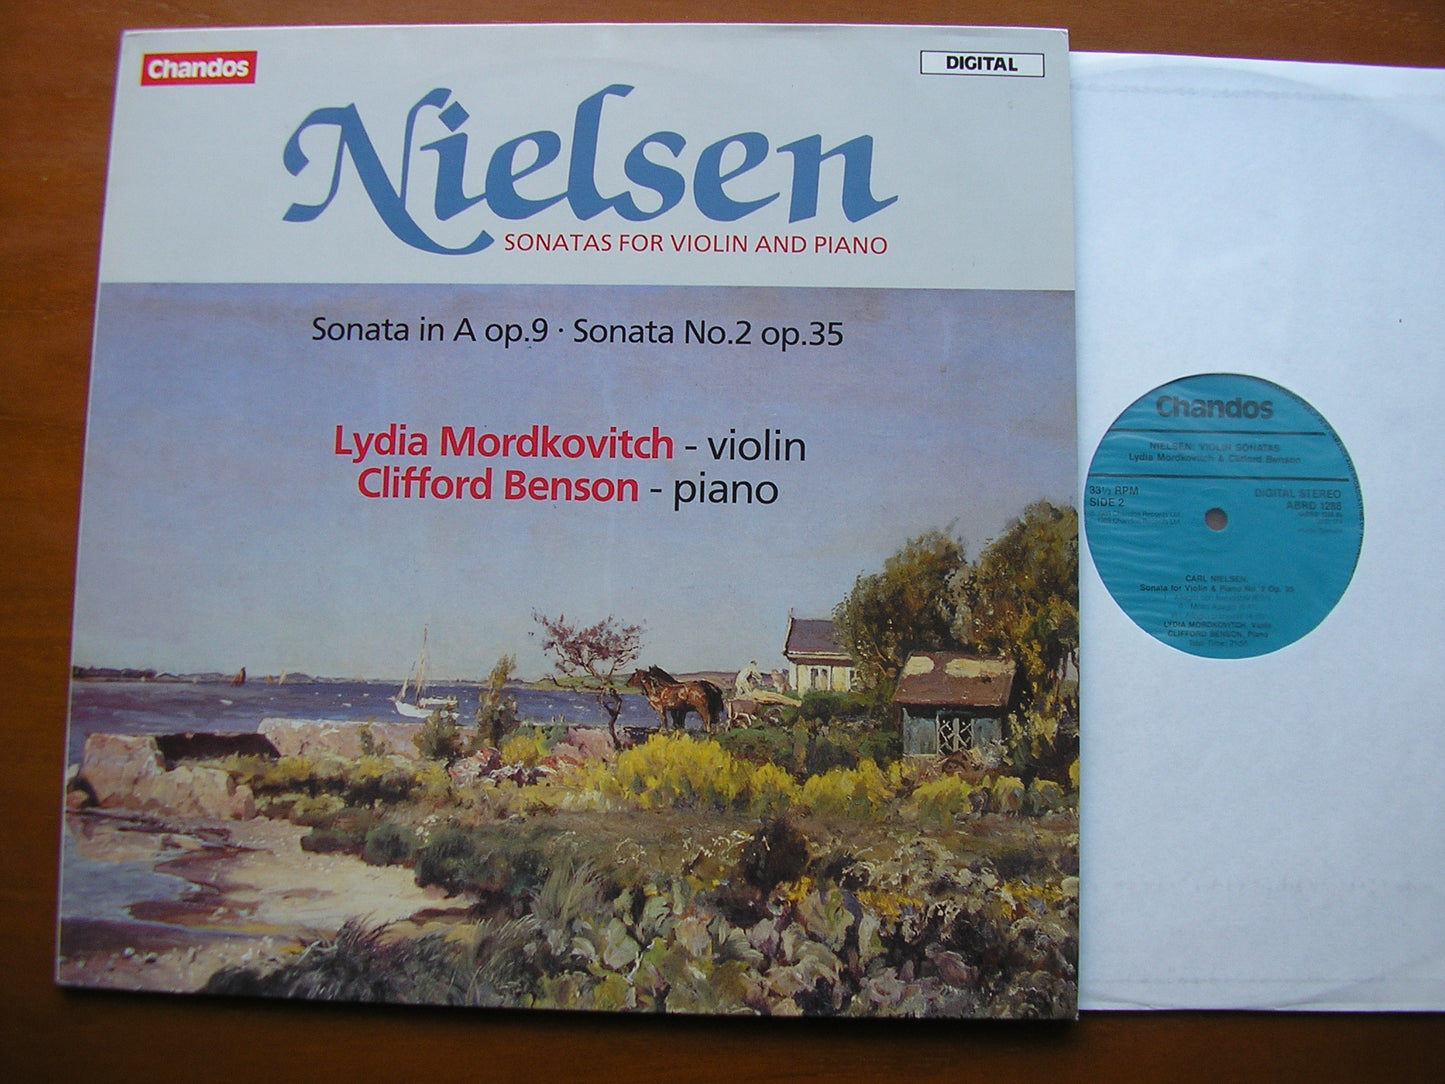 Chandos
DIGITAL
Nielsen
SONATAS FOR VIOLIN AND PIANO
Sonata in A op.9 · Sonata No.2 op.35
Lydia Mordkovitch - violin
Clifford Benson - piano
Chandos
NIELSEN: VIOLIN SONATAS
Lydia Mordkovitch & Clifford Benson
33⅓ RPM
SIDE 2
DIGITAL STEREO
ABRD 1288
CARL NIELSEN
Sonata for Violin & Piano No. 2 Op. 35
LYDIA MORDKOVITCH, Violin
CLIFFORD BENSON, Piano